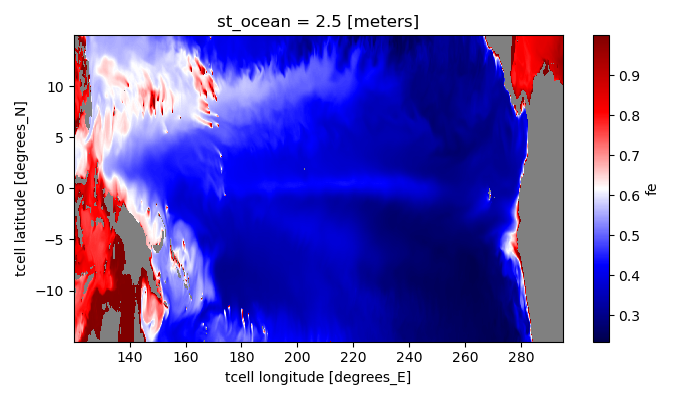 st_ocean = 2.5 [meters]
10
5
0
−5
−10
tcell latitude [degrees_N]
140 160 180 200 220 240 260 280
tcell longitude [degrees_E]
0.9
0.8
0.7
0.6
0.5
0.4
0.3
fe